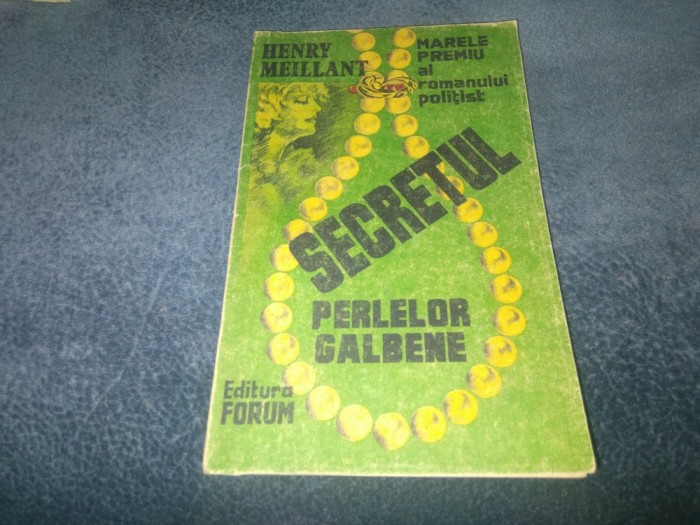 HENRY
MEILLANT
MARELE
PREMIU
al
romanului
polițist
SECRETUL
PERLELOR
GALBENE
Editura
FORUM